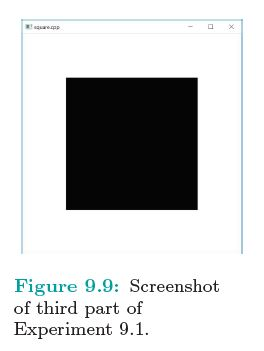 square.cpp
Figure 9.9: Screenshot
of third part of
Experiment 9.1.